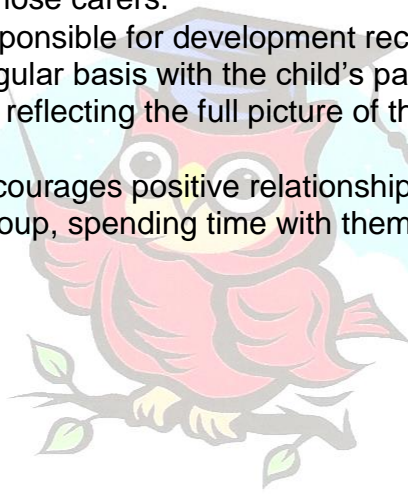 hose carers.
ponsible for development rec
gular basis with the child's pa
reflecting the full picture of th
courages positive relationship
oup, spending time with them